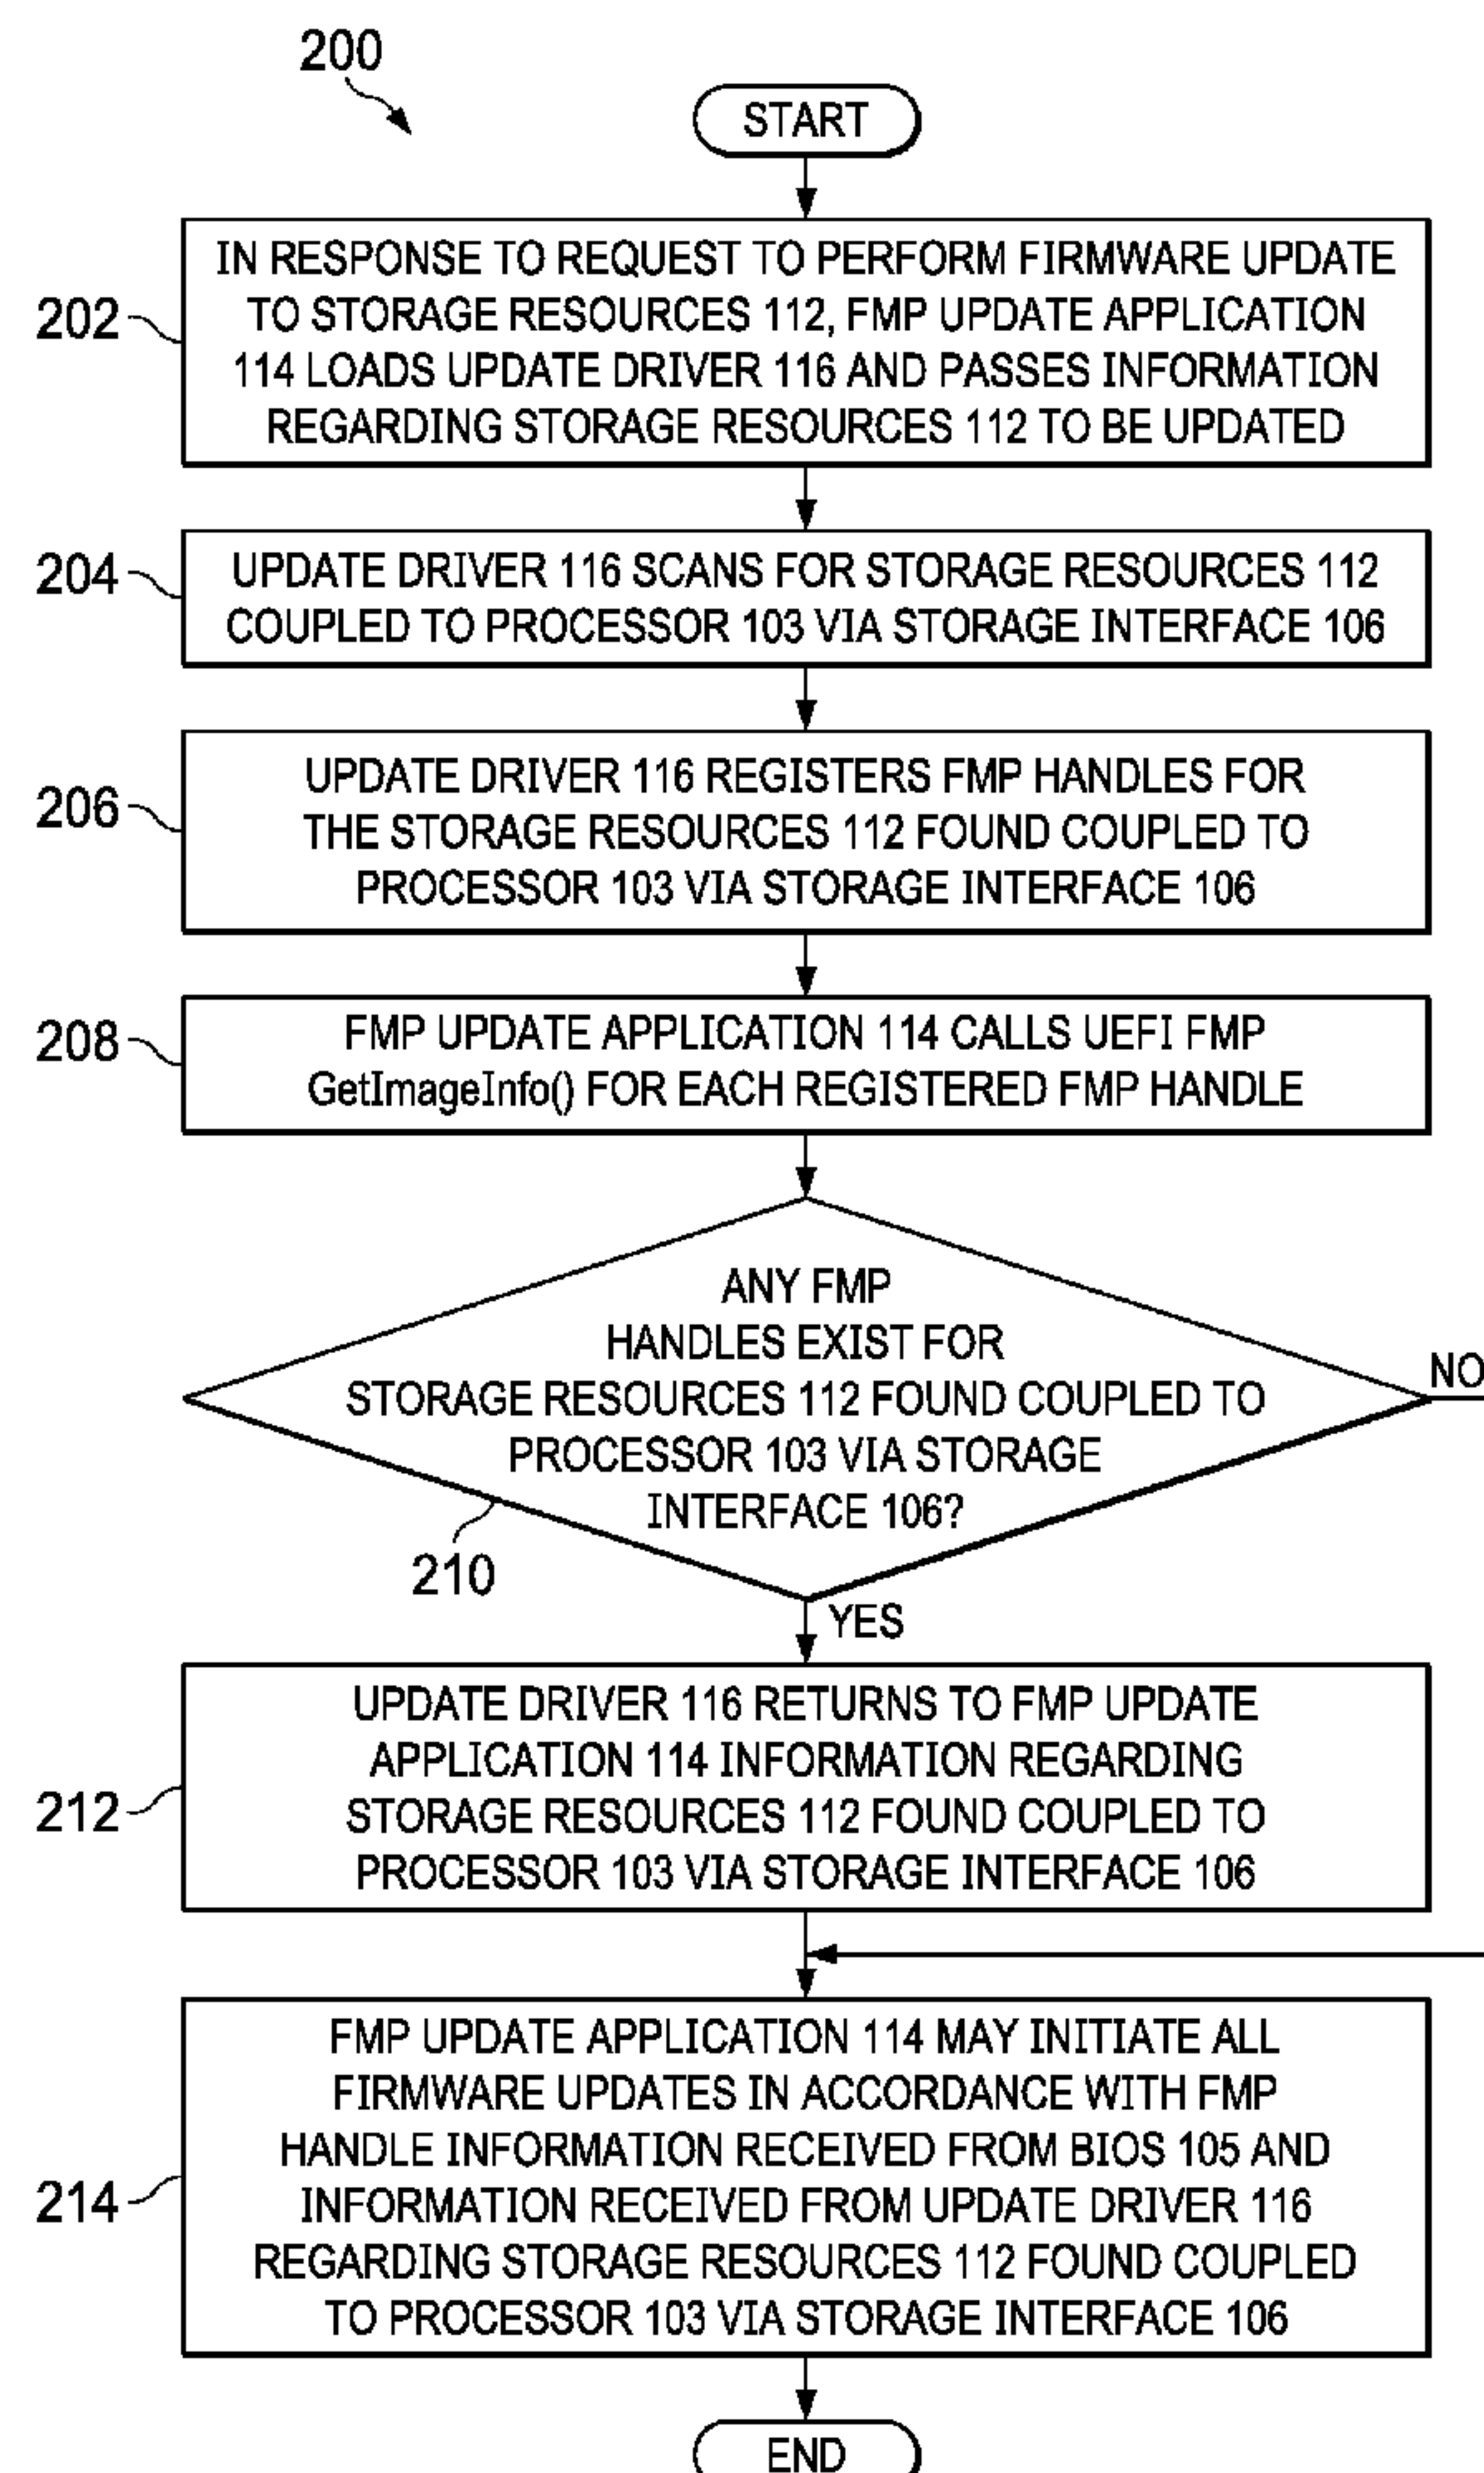 200
START
202
IN RESPONSE TO REQUEST TO PERFORM FIRMWARE UPDATE
TO STORAGE RESOURCES 112, FMP UPDATE APPLICATION
114 LOADS UPDATE DRIVER 116 AND PASSES INFORMATION
REGARDING STORAGE RESOURCES 112 TO BE UPDATED
204
UPDATE DRIVER 116 SCANS FOR STORAGE RESOURCES 112
COUPLED TO PROCESSOR 103 VIA STORAGE INTERFACE 106
206
UPDATE DRIVER 116 REGISTERS FMP HANDLES FOR
THE STORAGE RESOURCES 112 FOUND COUPLED TO
PROCESSOR 103 VIA STORAGE INTERFACE 106
208
FMP UPDATE APPLICATION 114 CALLS UEFI FMP
GetImageInfo() FOR EACH REGISTERED FMP HANDLE
ANY FMP
HANDLES EXIST FOR
STORAGE RESOURCES 112 FOUND COUPLED TO
PROCESSOR 103 VIA STORAGE
INTERFACE 106?
NO
210
YES
212
UPDATE DRIVER 116 RETURNS TO FMP UPDATE
APPLICATION 114 INFORMATION REGARDING
STORAGE RESOURCES 112 FOUND COUPLED TO
PROCESSOR 103 VIA STORAGE INTERFACE 106
214
FMP UPDATE APPLICATION 114 MAY INITIATE ALL
FIRMWARE UPDATES IN ACCORDANCE WITH FMP
HANDLE INFORMATION RECEIVED FROM BIOS 105 AND
INFORMATION RECEIVED FROM UPDATE DRIVER 116
REGARDING STORAGE RESOURCES 112 FOUND COUPLED
TO PROCESSOR 103 VIA STORAGE INTERFACE 106
END